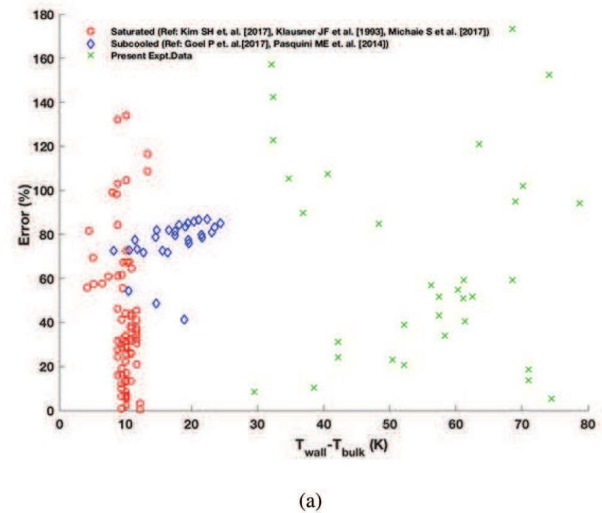 (a)
180
Saturated (Ref: Kim SH et. al. [2017], Klausner JF et al. [1993], Michaie S et al. [2017])
Subcooled (Ref: Goel P et. al.[2017], Pasquini ME et. al. [2014])
Present Expt.Data
160
140
120
100
80
60
40
20
0
Error (%)
0 10 20 30 40 50 60 70 80
T_wall-T_bulk (K)
(a)